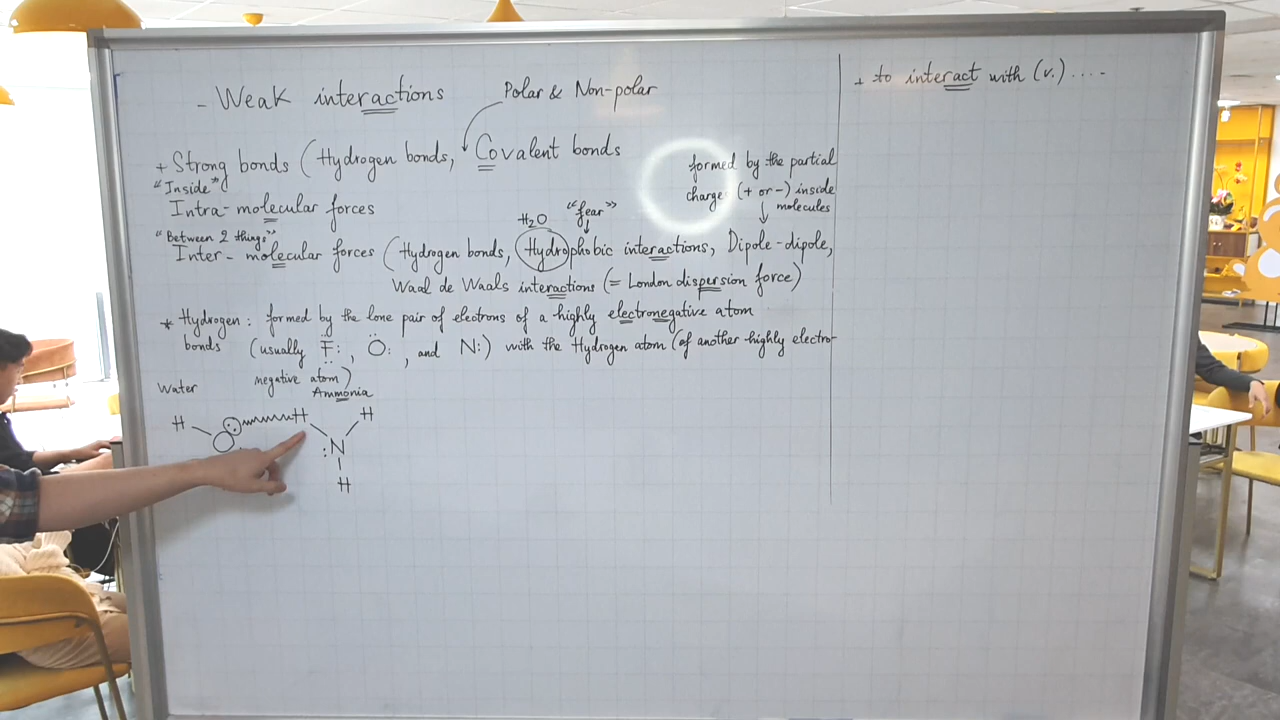 - Weak interactions
Polar & Non-polar
+ Strong bonds (Hydrogen bonds, Covalent bonds
"Inside"
Intra-molecular forces
formed by the partial
charge (+ or -) inside
molecules
H₂O "fear"
"Between 2 things"
Inter-molecular forces (Hydrogen bonds, Hydrophobic interactions, Dipole-dipole,
Waal de Waals interactions (= London dispersion force)
* Hydrogen bonds: formed by the lone pair of electrons of a highly electronegative atom
(usually F:, O:, and N:) with the Hydrogen atom (of another highly electro-
negative atom)
Water
Ammonia
H O H H
: N
H
+ to interact with (v.) ....